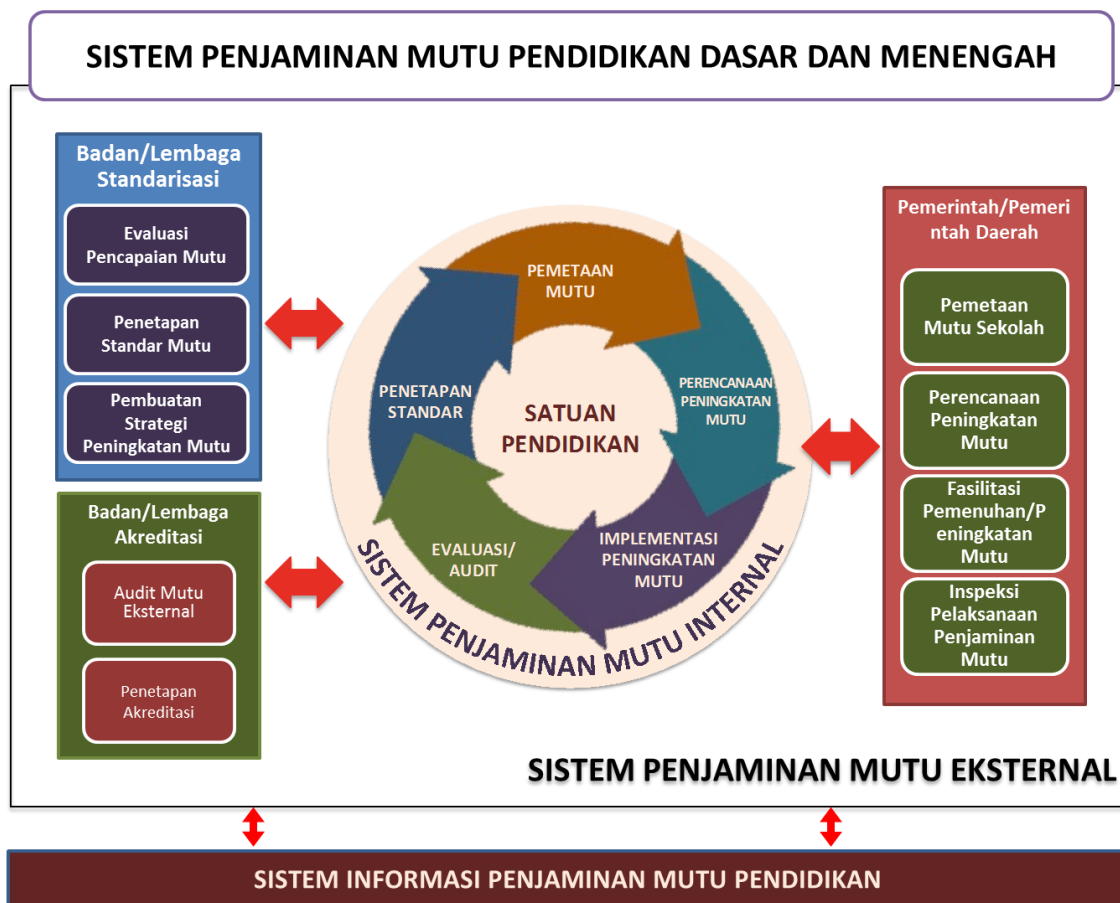 SISTEM PENJAMINAN MUTU PENDIDIKAN DASAR DAN MENENGAH
Badan/Lembaga
Standarisasi
Evaluasi
Pencapaian Mutu
Penetapan
Standar Mutu
Pembuatan
Strategi
Peningkatan Mutu
Badan/Lembaga
Akreditasi
Audit Mutu
Eksternal
Penetapan
Akreditasi
PEMETAAN
MUTU
PERENCANAAN
PENINGKATAN
MUTU
IMPLEMENTASI
PENINGKATAN
MUTU
EVALUASI/
AUDIT
PENETAPAN
STANDAR
SATUAN
PENDIDIKAN
SISTEM PENJAMINAN MUTU INTERNAL
Pemerintah/Pemeri
ntah Daerah
Pemetaan
Mutu Sekolah
Perencanaan
Peningkatan
Mutu
Fasilitasi
Pemenuhan/P
eningkatan
Mutu
Inspeksi
Pelaksanaan
Penjaminan
Mutu
SISTEM PENJAMINAN MUTU EKSTERNAL
SISTEM INFORMASI PENJAMINAN MUTU PENDIDIKAN